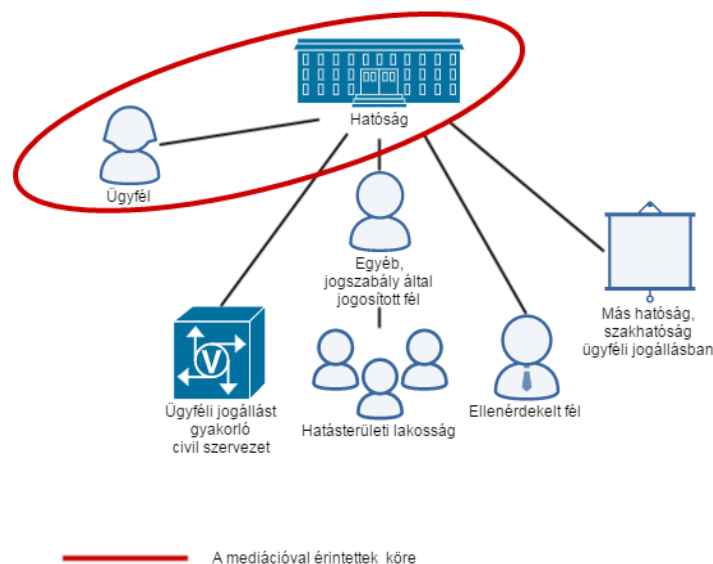 Hatóság
Ügyfél
Egyéb,
jogszabály által
jogosított fél
Más hatóság,
szakhatóság
ügyféli jogállásban
V
Ügyféli jogállást
gyakorló
civil szervezet
Hatásterületi lakosság
Ellenérdekelt fél
A mediációval érintettek köre